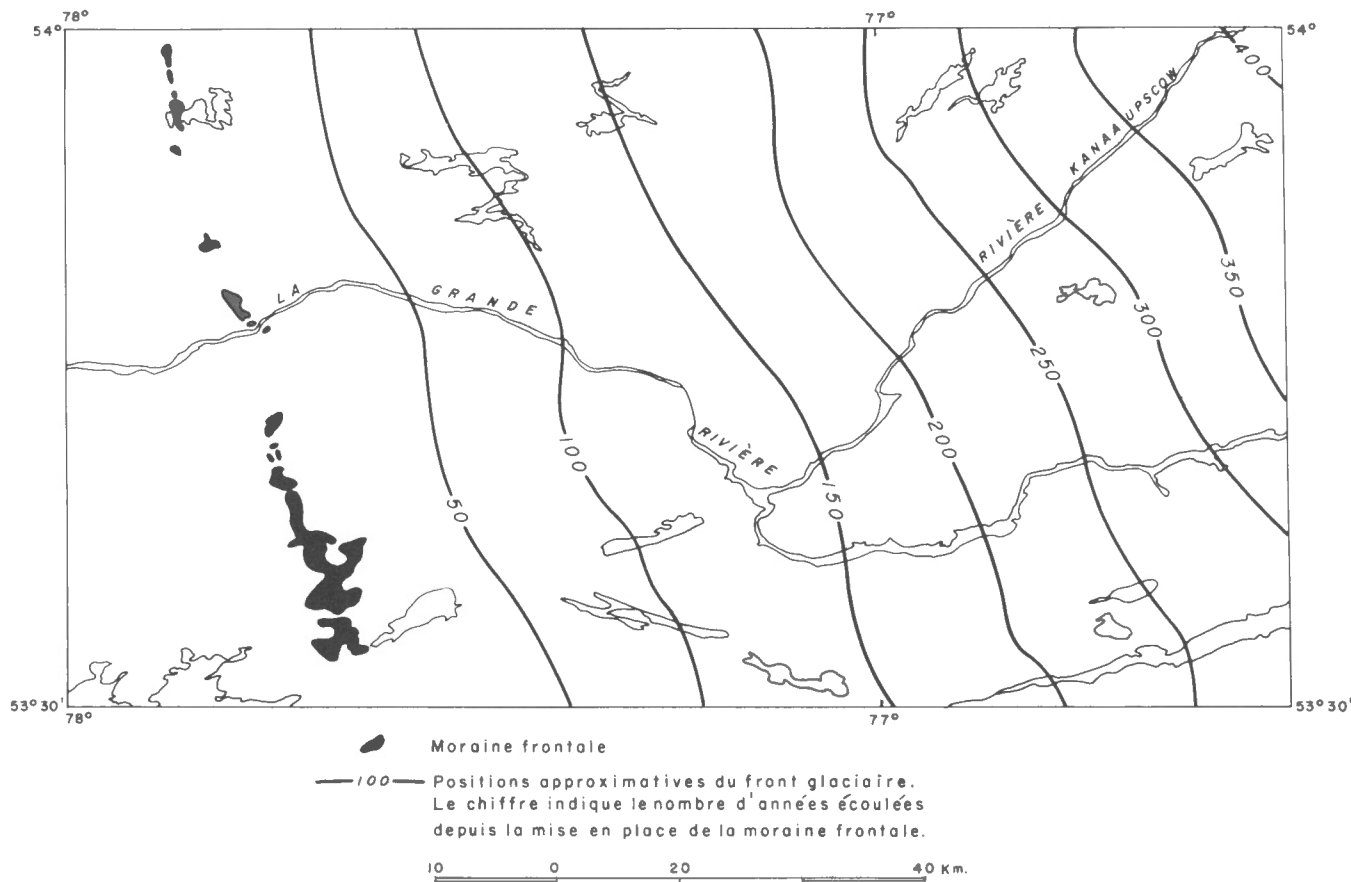 78°
77°
54°
54°
400
KANAAUPSCOW
RIVIÈRE
350
LA GRANDE
300
250
200
RIVIÈRE
100
150
50
53°30'
53°30'
78°
77°
Moraine frontale
100 Positions approximatives du front glaciaire.
Le chiffre indique le nombre d'années écoulées
depuis la mise en place de la moraine frontale.
10 0 20 40 Km.